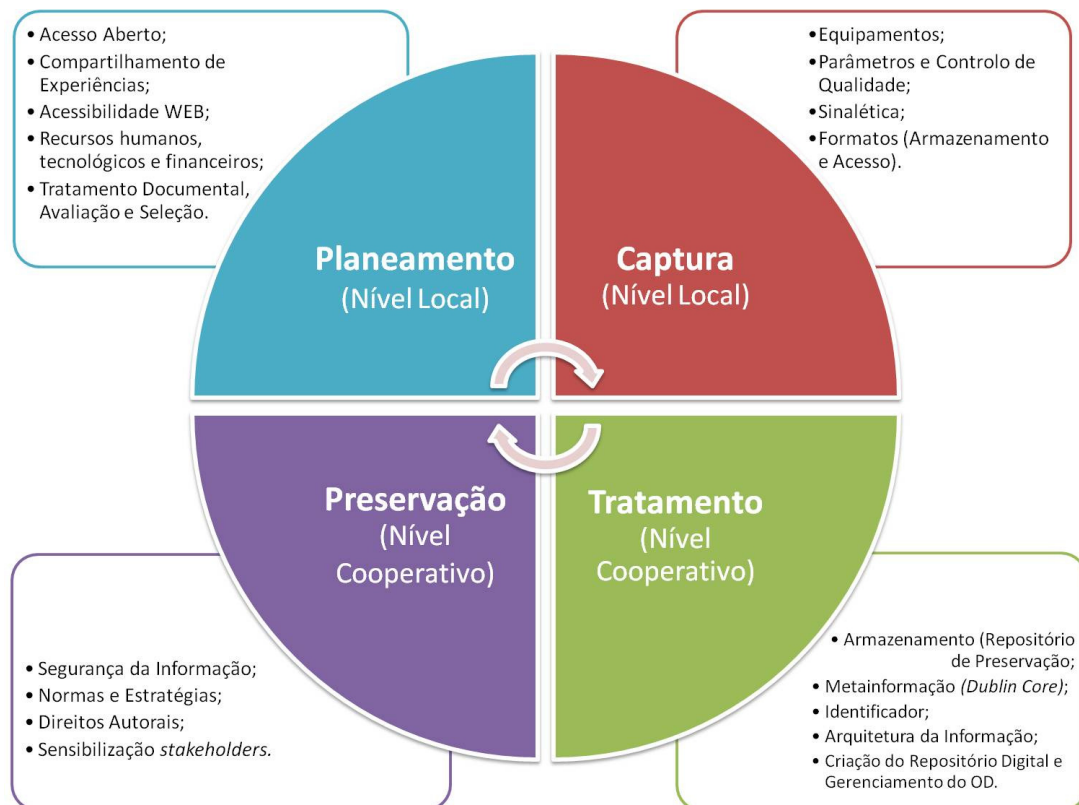 • Acesso Aberto;
• Compartilhamento de
Experiências;
• Acessibilidade WEB;
• Recursos humanos,
tecnológicos e financeiros;
• Tratamento Documental,
Avaliação e Seleção.
• Equipamentos;
• Parâmetros e Controlo de
Qualidade;
• Sinalética;
• Formatos (Armazenamento
e Acesso).
Planeamento
(Nível Local)
Captura
(Nível Local)
Preservação
(Nível
Cooperativo)
Tratamento
(Nível
Cooperativo)
• Segurança da Informação;
• Normas e Estratégias;
• Direitos Autorais;
• Sensibilização stakeholders.
• Armazenamento (Repositório
de Preservação;
• Metainformação (Dublin Core);
• Identificador;
• Arquitetura da Informação;
• Criação do Repositório Digital e
Gerenciamento do OD.